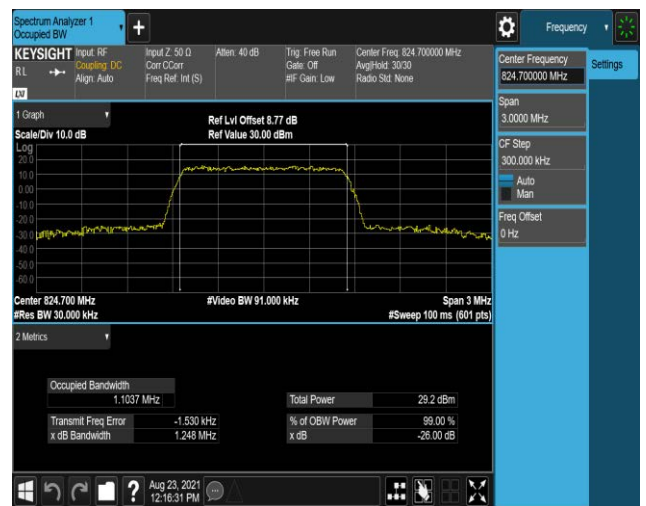 Spectrum Analyzer 1
Occupied BW
+
Frequency
KEYSIGHT
RL
LXI
Input: RF
Coupling: DC
Align: Auto
Input Z: 50 Ω
Corr CCorr
Freq Ref: Int (S)
Atten: 40 dB
Trig: Free Run
Gate: Off
#IF Gain: Low
Center Freq: 824.700000 MHz
Avg|Hold: 30/30
Radio Std: None
Center Frequency
824.700000 MHz
Settings
Span
3.0000 MHz
CF Step
300.000 kHz
Auto
Man
Freq Offset
0 Hz
1 Graph
Scale/Div 10.0 dB
Ref Lvl Offset 8.77 dB
Ref Value 30.00 dBm
Log
20.0
10.0
0.00
-10.0
-20.0
-30.0
-40.0
-50.0
-60.0
Center 824.700 MHz
#Video BW 91.000 kHz
Span 3 MHz
#Res BW 30.000 kHz
#Sweep 100 ms (601 pts)
2 Metrics
Occupied Bandwidth
1.1037 MHz
Total Power
29.2 dBm
Transmit Freq Error
-1.530 kHz
% of OBW Power
99.00 %
x dB Bandwidth
1.248 MHz
x dB
-26.00 dB
?
Aug 23, 2021
12:16:31 PM